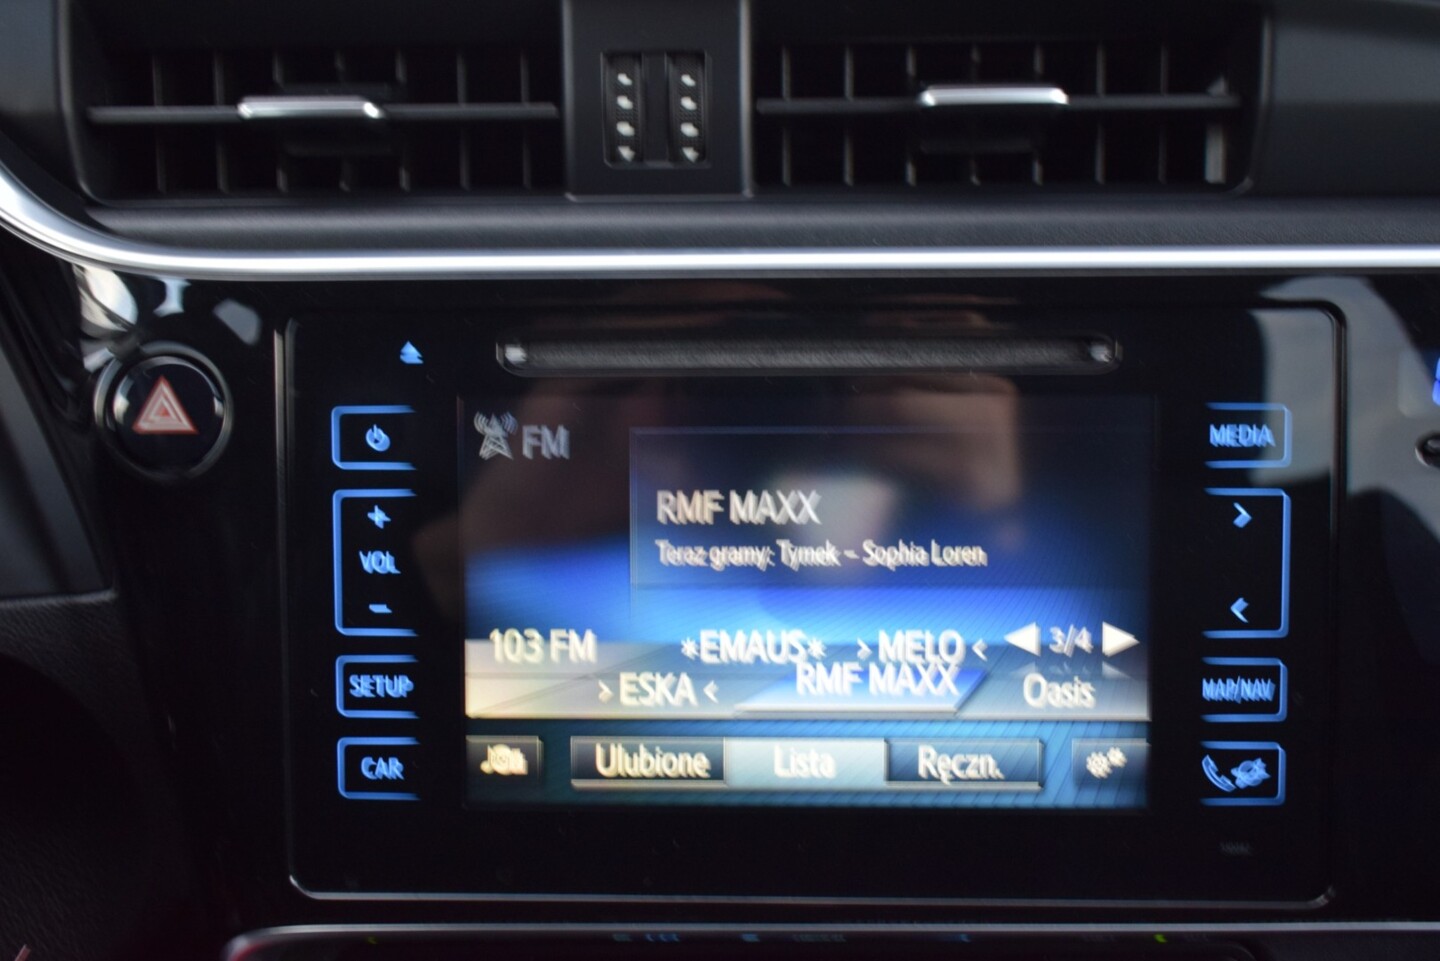 FM
MEDIA
RMF MAXX
Teraz gramy: Tymek – Sophia Loren
VOL
103 FM
*EMAUS*
> MELO <
3/4
> ESKA <
RMF MAXX
Oasis
SETUP
MAP/NAV
Ulubione
Lista
Ręczn.
CAR